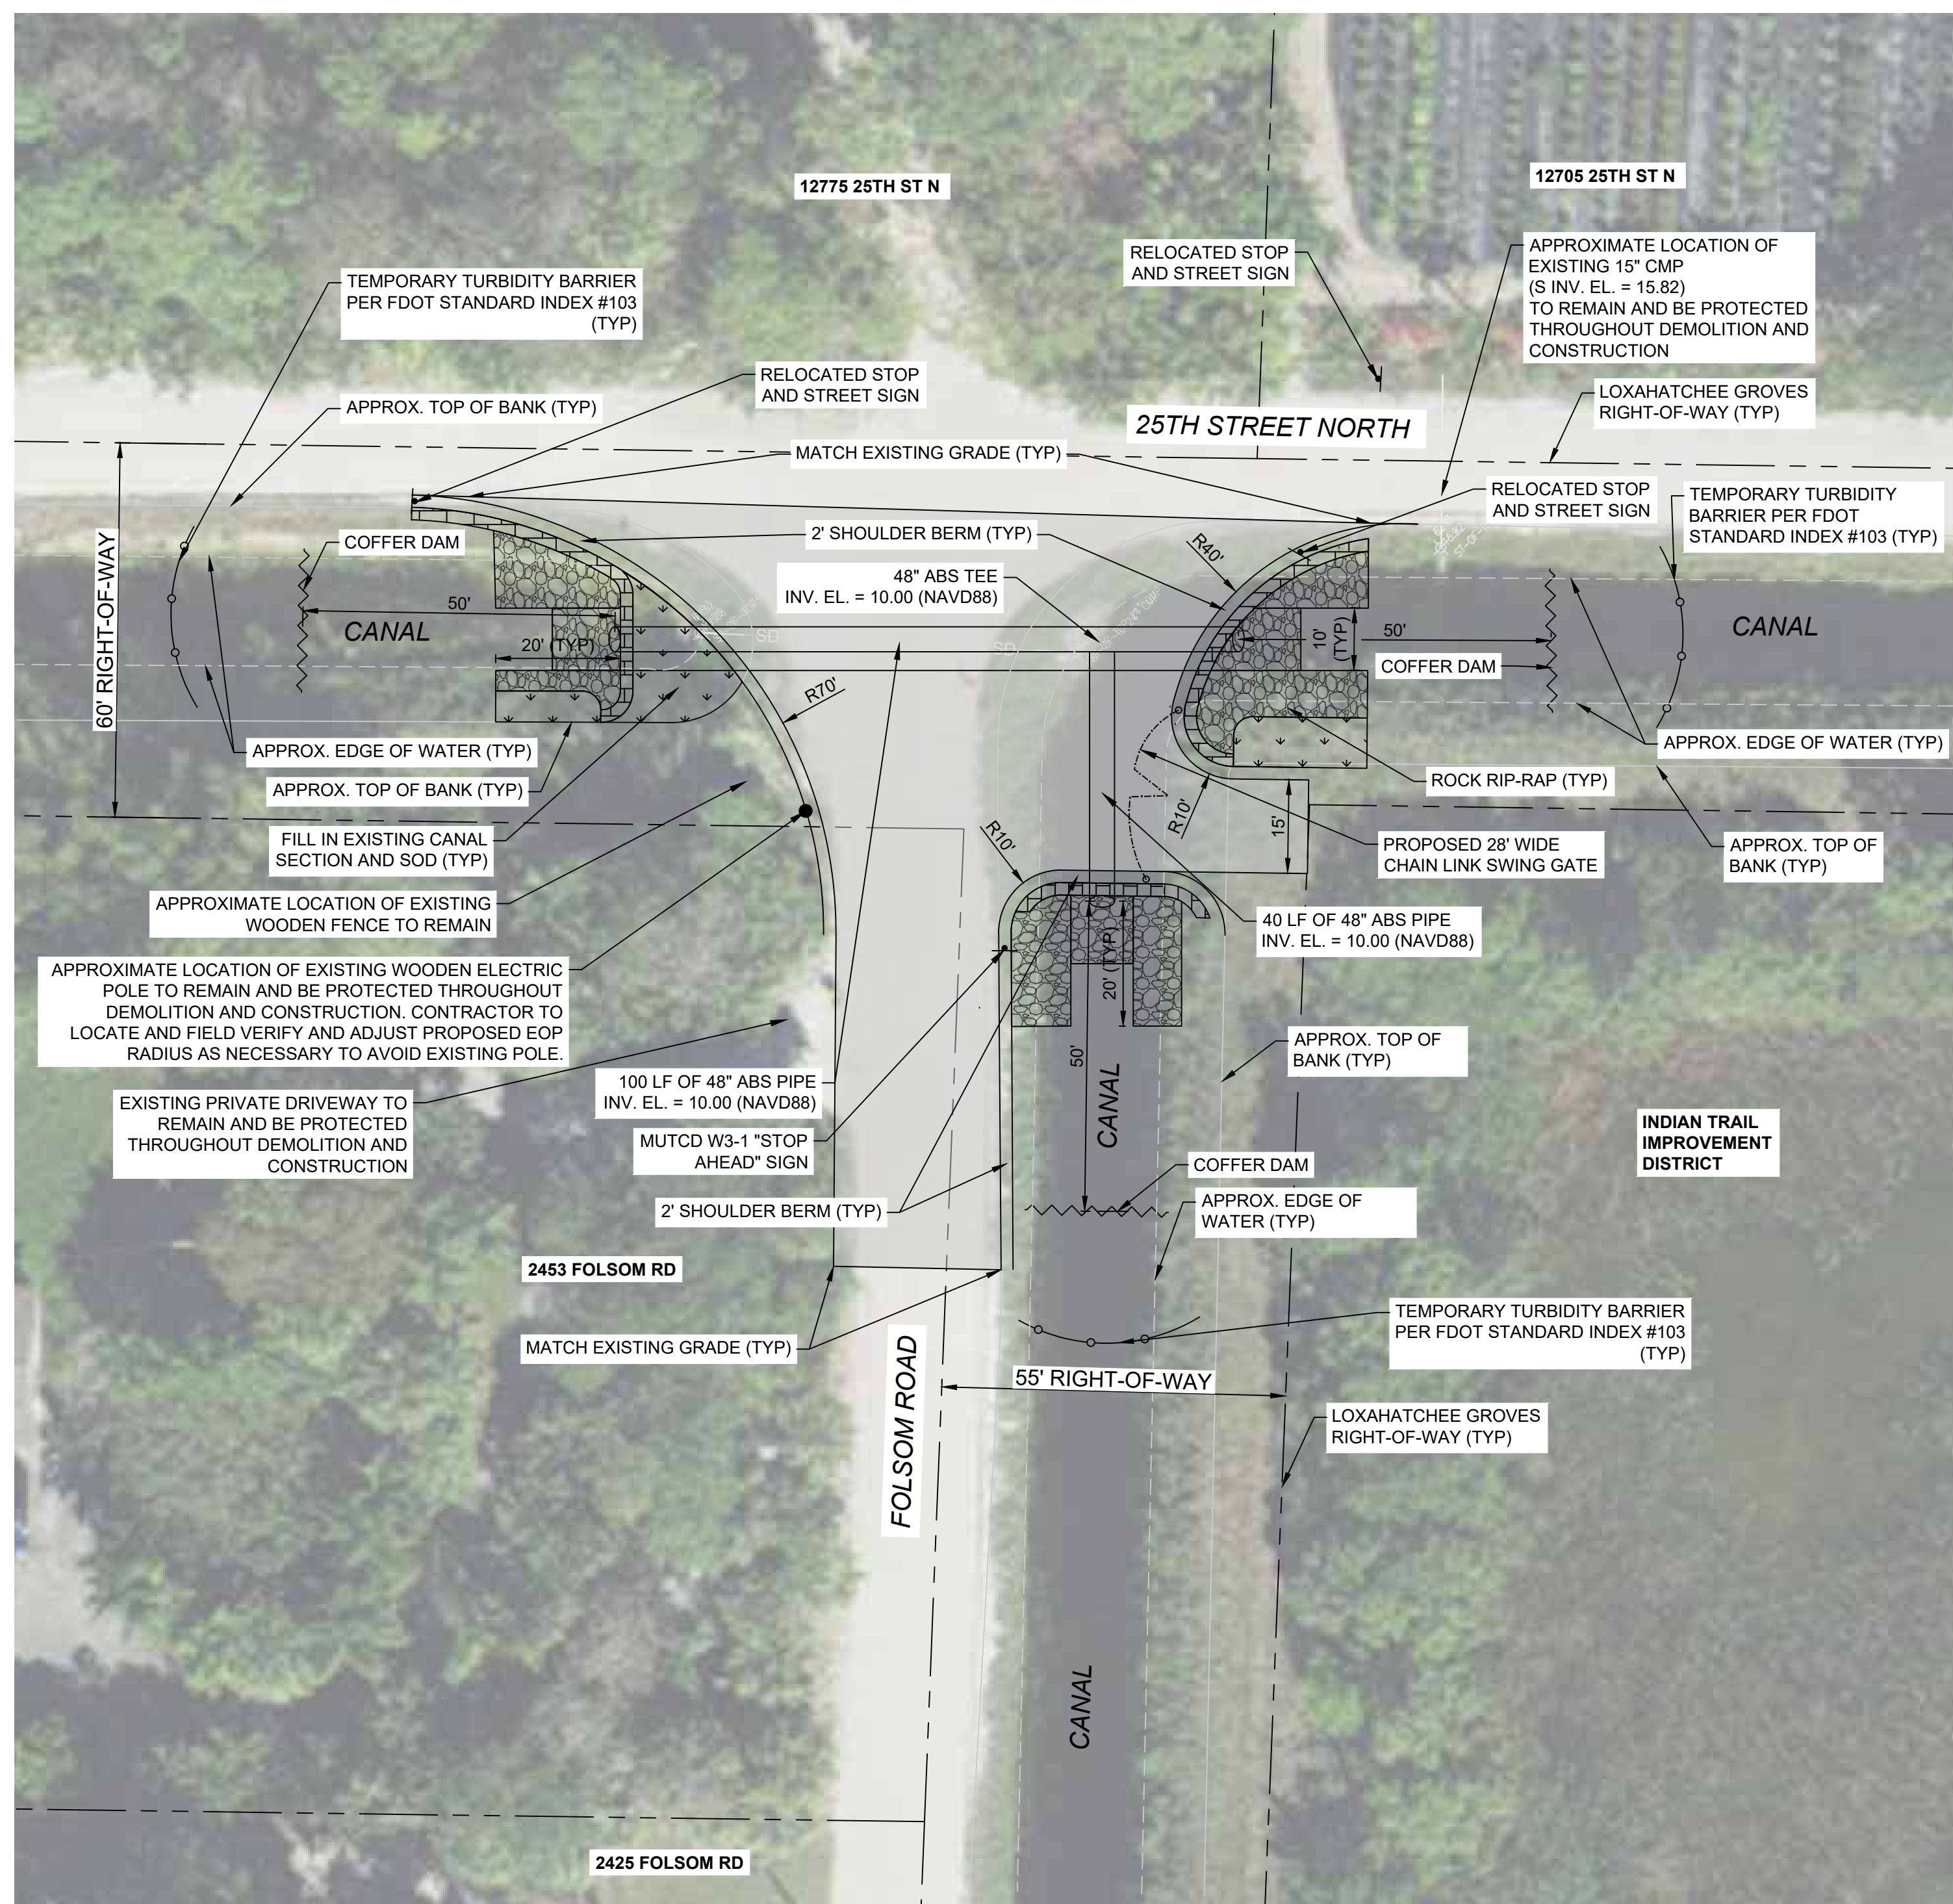 12775 25TH ST N
12705 25TH ST N
RELOCATED STOP
AND STREET SIGN
APPROXIMATE LOCATION OF
EXISTING 15" CMP
(S INV. EL. = 15.82)
TO REMAIN AND BE PROTECTED
THROUGHOUT DEMOLITION AND
CONSTRUCTION
TEMPORARY TURBIDITY BARRIER
PER FDOT STANDARD INDEX #103
(TYP)
RELOCATED STOP
AND STREET SIGN
APPROX. TOP OF BANK (TYP)
LOXAHATCHEE GROVES
RIGHT-OF-WAY (TYP)
25TH STREET NORTH
MATCH EXISTING GRADE (TYP)
RELOCATED STOP
AND STREET SIGN
TEMPORARY TURBIDITY
BARRIER PER FDOT
STANDARD INDEX #103 (TYP)
COFFER DAM
2' SHOULDER BERM (TYP)
R40'
48" ABS TEE
INV. EL. = 10.00 (NAVD88)
60' RIGHT-OF-WAY
50'
CANAL
20' (TYP)
SD
SD
10'
(TYP)
50'
CANAL
COFFER DAM
R70'
APPROX. EDGE OF WATER (TYP)
APPROX. EDGE OF WATER (TYP)
APPROX. TOP OF BANK (TYP)
ROCK RIP-RAP (TYP)
R10'
15'
R10'
FILL IN EXISTING CANAL
SECTION AND SOD (TYP)
PROPOSED 28' WIDE
CHAIN LINK SWING GATE
APPROX. TOP OF
BANK (TYP)
APPROXIMATE LOCATION OF EXISTING
WOODEN FENCE TO REMAIN
40 LF OF 48" ABS PIPE
INV. EL. = 10.00 (NAVD88)
20' (TYP)
APPROXIMATE LOCATION OF EXISTING WOODEN ELECTRIC
POLE TO REMAIN AND BE PROTECTED THROUGHOUT
DEMOLITION AND CONSTRUCTION. CONTRACTOR TO
LOCATE AND FIELD VERIFY AND ADJUST PROPOSED EOP
RADIUS AS NECESSARY TO AVOID EXISTING POLE.
APPROX. TOP OF
BANK (TYP)
50'
CANAL
100 LF OF 48" ABS PIPE
INV. EL. = 10.00 (NAVD88)
EXISTING PRIVATE DRIVEWAY TO
REMAIN AND BE PROTECTED
THROUGHOUT DEMOLITION AND
CONSTRUCTION
MUTCD W3-1 "STOP
AHEAD" SIGN
INDIAN TRAIL
IMPROVEMENT
DISTRICT
COFFER DAM
2' SHOULDER BERM (TYP)
APPROX. EDGE OF
WATER (TYP)
2453 FOLSOM RD
TEMPORARY TURBIDITY BARRIER
PER FDOT STANDARD INDEX #103
(TYP)
MATCH EXISTING GRADE (TYP)
FOLSOM ROAD
55' RIGHT-OF-WAY
LOXAHATCHEE GROVES
RIGHT-OF-WAY (TYP)
CANAL
2425 FOLSOM RD